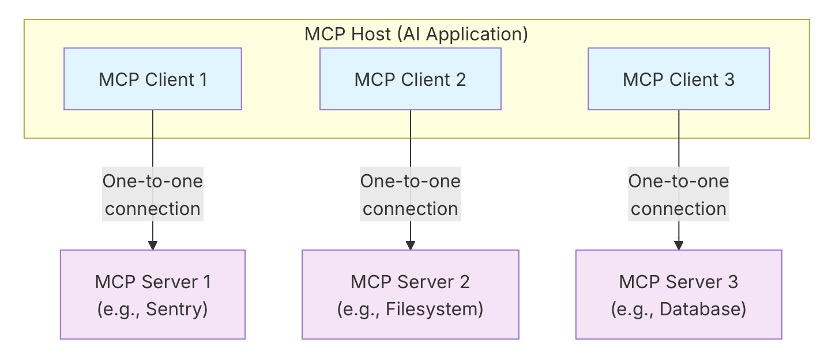 MCP Host (AI Application)
MCP Client 1
MCP Client 2
MCP Client 3
One-to-one
connection
One-to-one
connection
One-to-one
connection
MCP Server 1
(e.g., Sentry)
MCP Server 2
(e.g., Filesystem)
MCP Server 3
(e.g., Database)